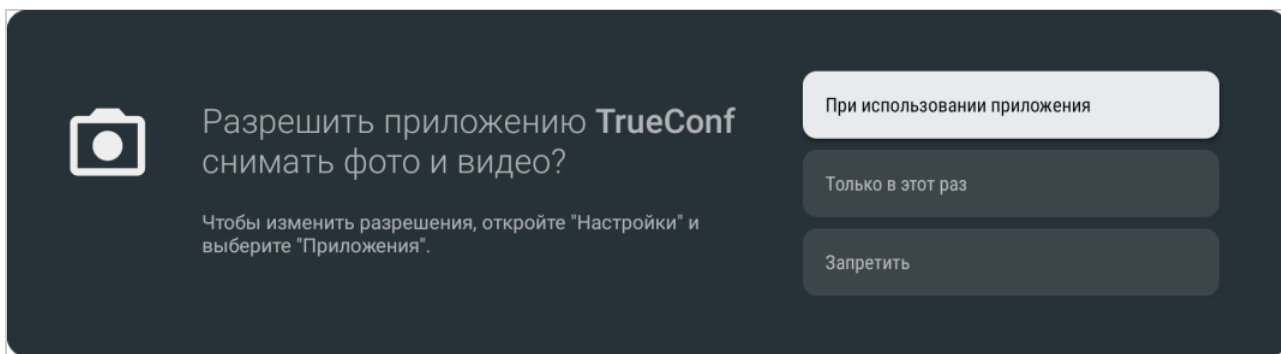 Разрешить приложению TrueConf
снимать фото и видео?
Чтобы изменить разрешения, откройте "Настройки" и
выберите "Приложения".
При использовании приложения
Только в этот раз
Запретить